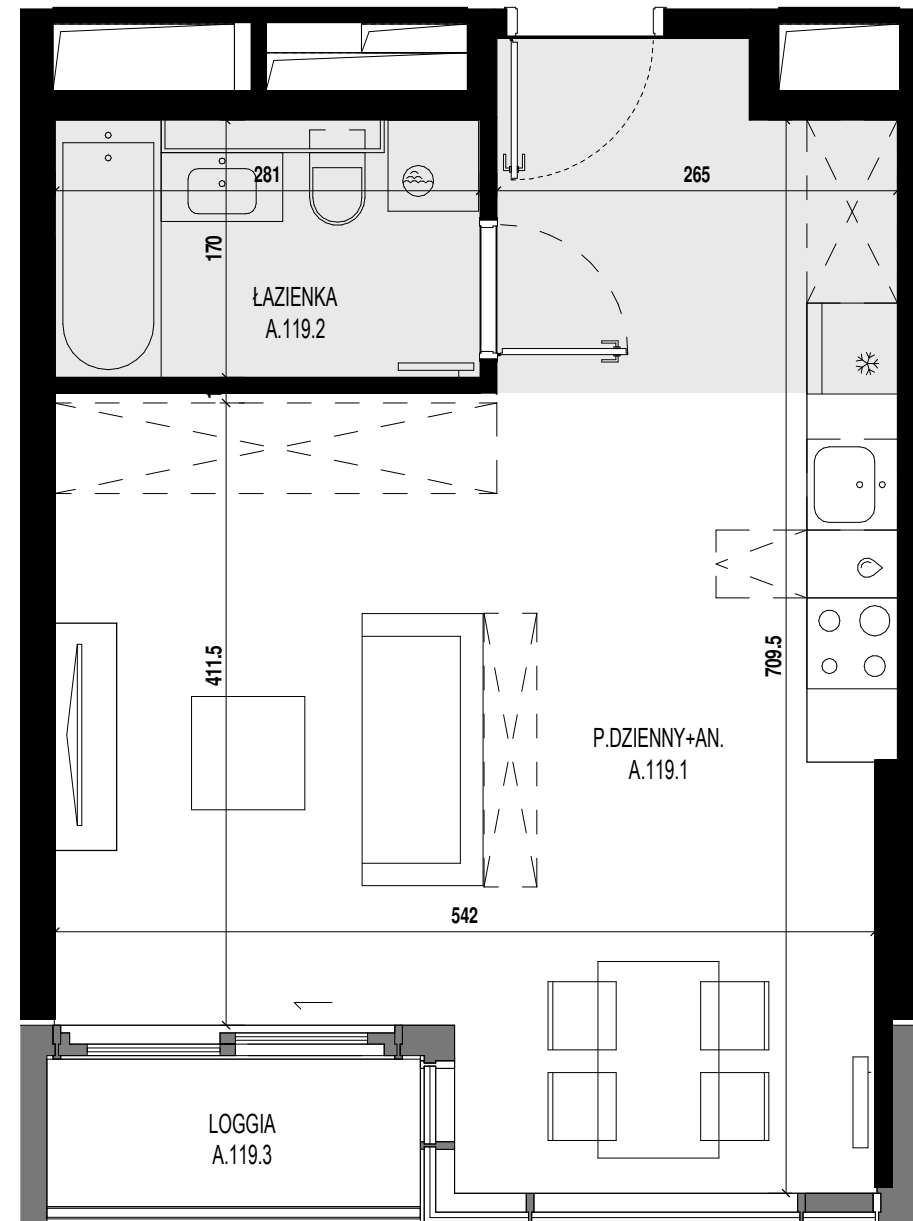 281
265
170
ŁAZIENKA
A.119.2
411.5
709.5
P.DZIENNY+AN.
A.119.1
542
LOGGIA
A.119.3